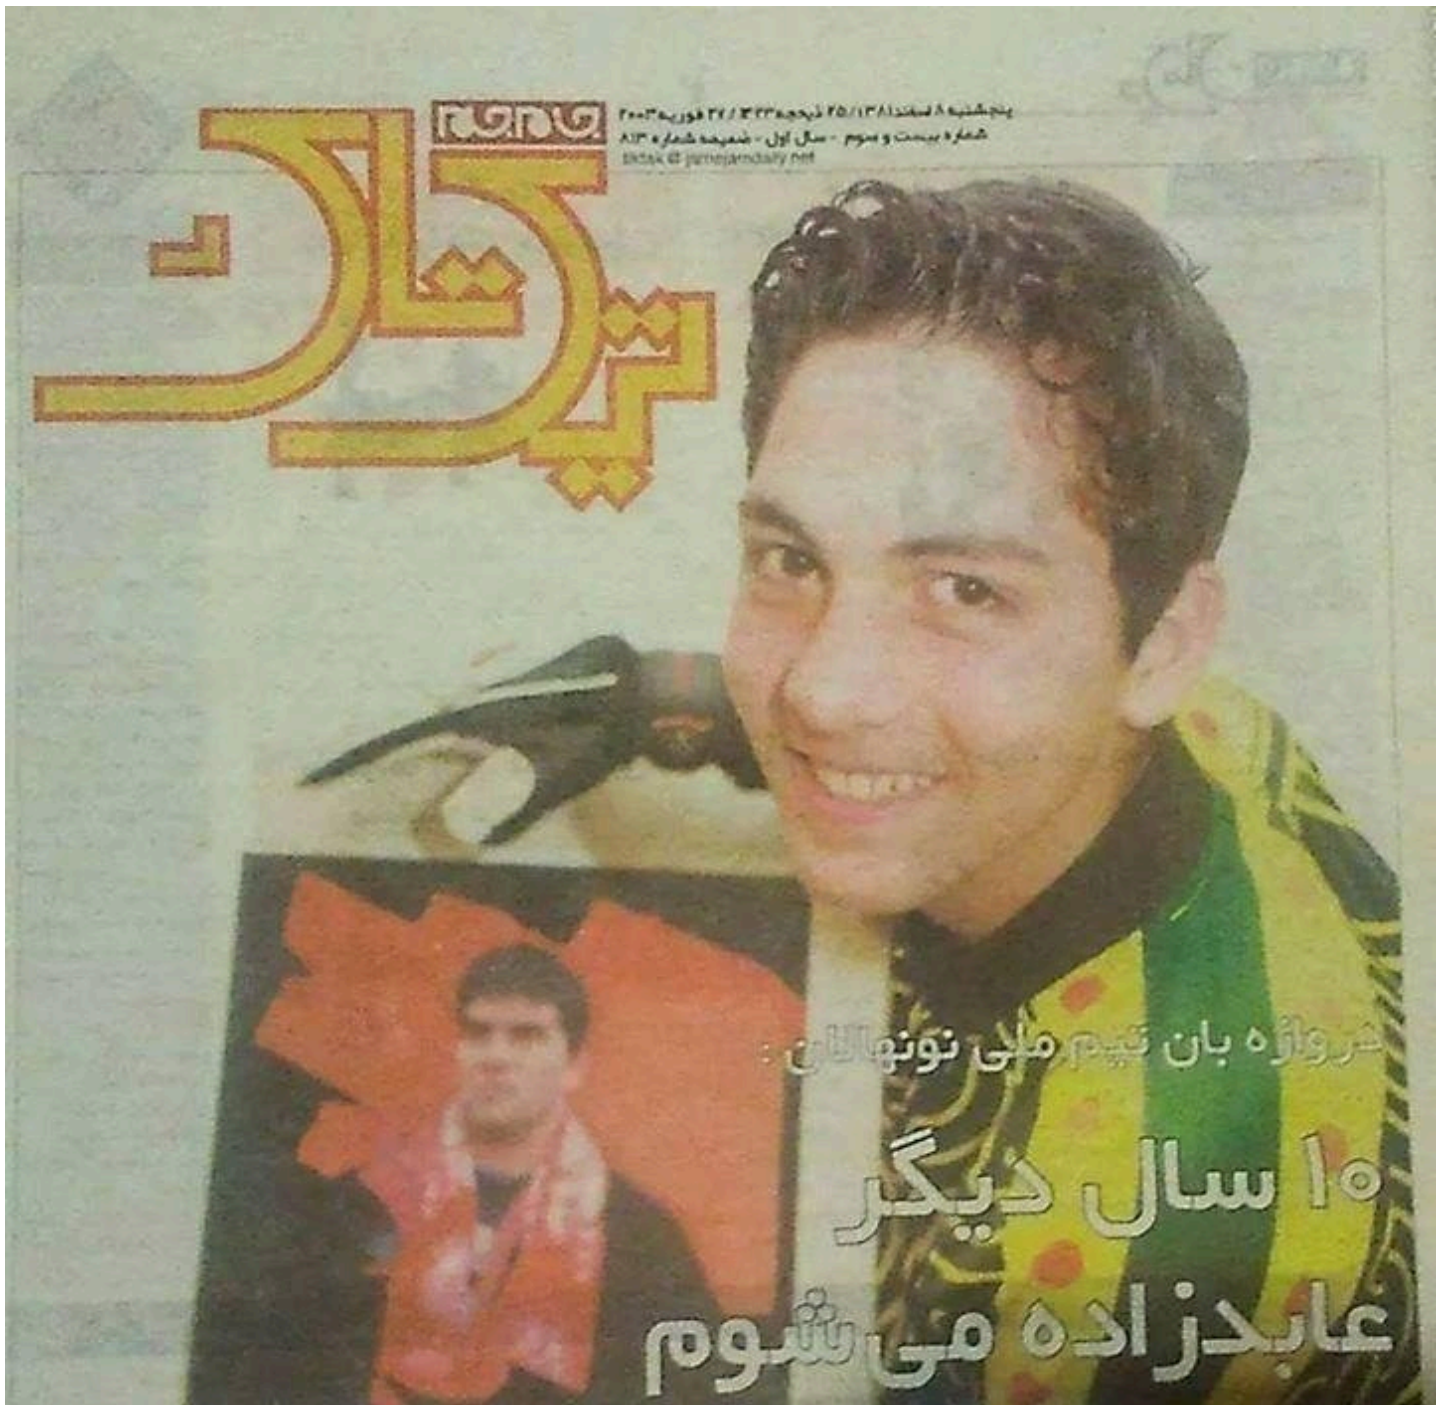 جام جم
تیک تاک
پنجشنبه ۸ اسفند ۱۳۸۱ / ۲۵ ذیحجه ۱۴۲۳ / ۲۷ فوریه ۲۰۰۳
شماره بیست و سوم - سال اول - ضمیمه شماره ۸۱۳
tiktak @ jamejamdaily.net
دروازه بان تیم ملی نونهالان :
۱۰ سال دیگر
عابدزاده می‌شوم